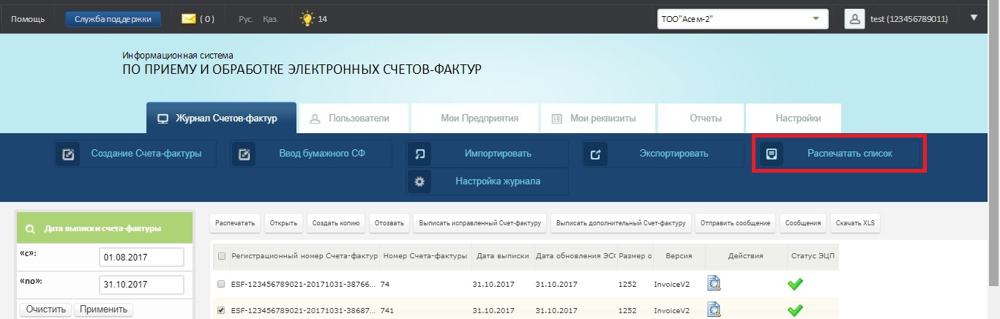 Помощь Служба поддержки ( 0 ) Рус. Қаз. 14 ТОО"Асем-2" test (123456789011)
Информационная система
ПО ПРИЕМУ И ОБРАБОТКЕ ЭЛЕКТРОННЫХ СЧЕТОВ-ФАКТУР
Журнал Счетов-фактур Пользователи Мои Предприятия Мои реквизиты Отчеты Настройки
Создание Счета-фактуры Ввод бумажного СФ Импортировать Экспортировать Распечатать список
Настройка журнала
Распечатать Открыть Создать копию Отозвать Выписать исправленный Счет-фактуру Выписать дополнительный Счет-фактуру Отправить сообщение Сообщения Скачать XLS
Дата выписки счета-фактуры
«с»: 01.08.2017
«по»: 31.10.2017
Очистить Применить
Регистрационный номер Счета-фактур Номер Счета-фактуры Дата выписки Дата обновления ЭСФ Размер о Версия Действия Статус ЭЦП
ESF-123456789021-20171031-38766... 74 31.10.2017 31.10.2017 1252 InvoiceV2
ESF-123456789021-20171031-38687... 741 31.10.2017 31.10.2017 1252 InvoiceV2